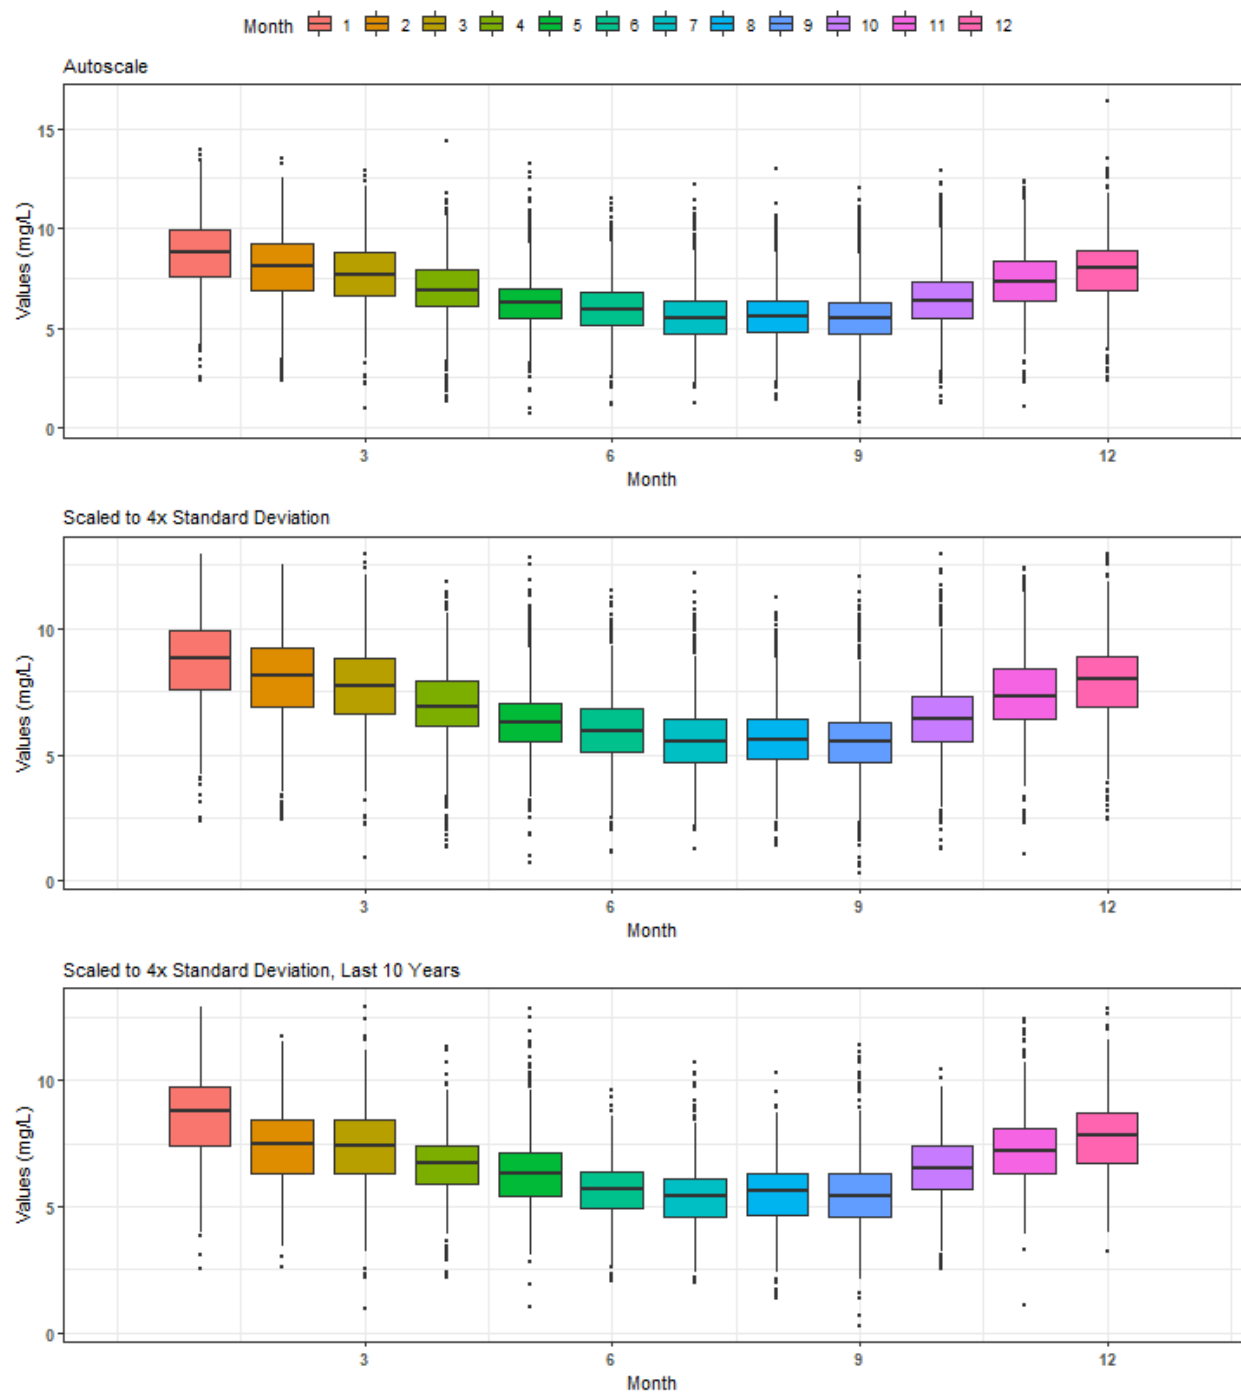 Month 1 2 3 4 5 6 7 8 9 10 11 12
Autoscale
Values (mg/L)
15
10
5
0
3 6 9 12
Month
Scaled to 4x Standard Deviation
Values (mg/L)
10
5
0
3 6 9 12
Month
Scaled to 4x Standard Deviation, Last 10 Years
Values (mg/L)
10
5
0
3 6 9 12
Month